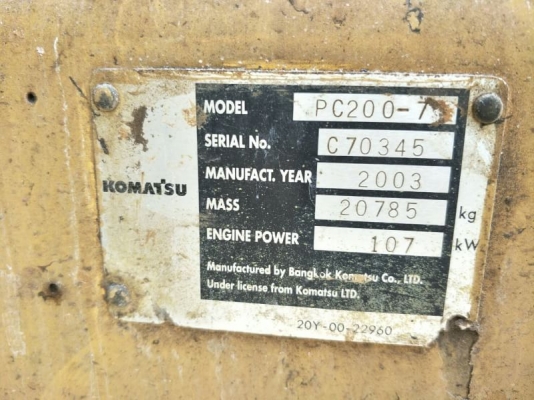 KOMATSU
MODEL PC200-7
SERIAL No. C70345
MANUFACT. YEAR 2003
MASS 20785 kg
ENGINE POWER 107 kW
Manufactured by Bangkok Komatsu Co., LTD.
Under license from Komatsu LTD.
20Y-00-22960